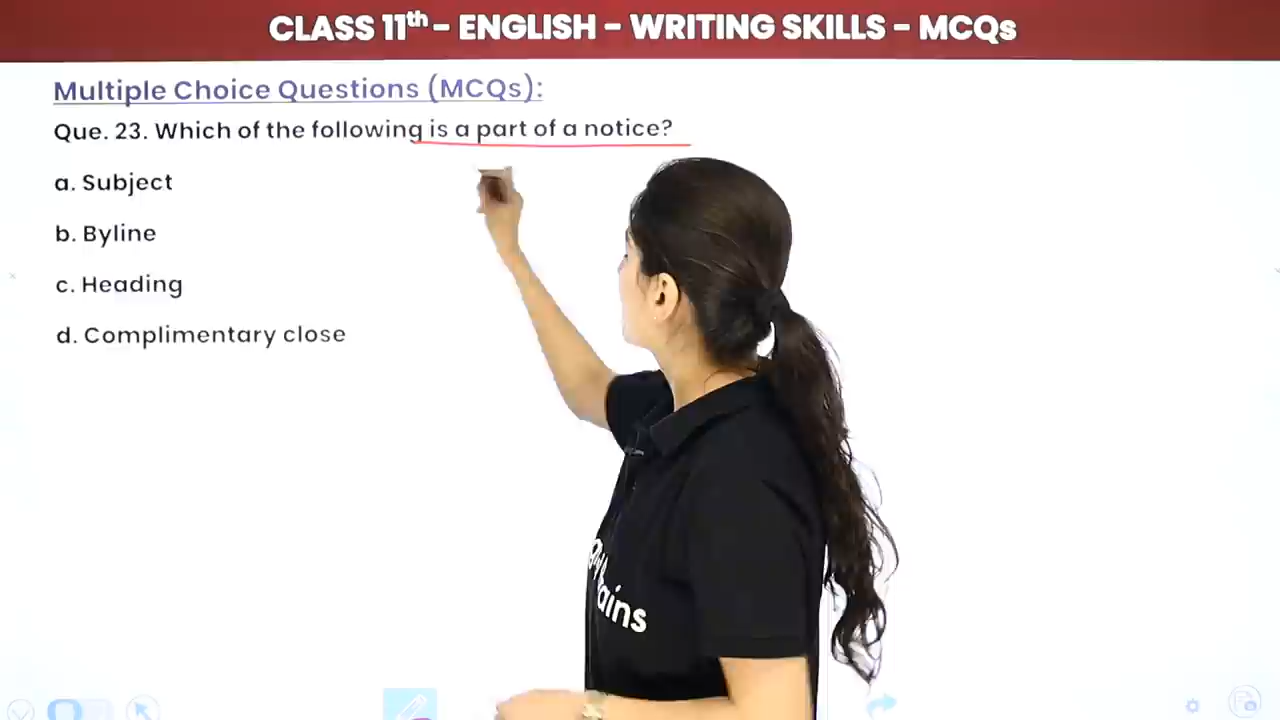 CLASS 11th - ENGLISH - WRITING SKILLS - MCQs
Multiple Choice Questions (MCQs):
Que. 23. Which of the following is a part of a notice?
a. Subject
b. Byline
c. Heading
d. Complimentary close